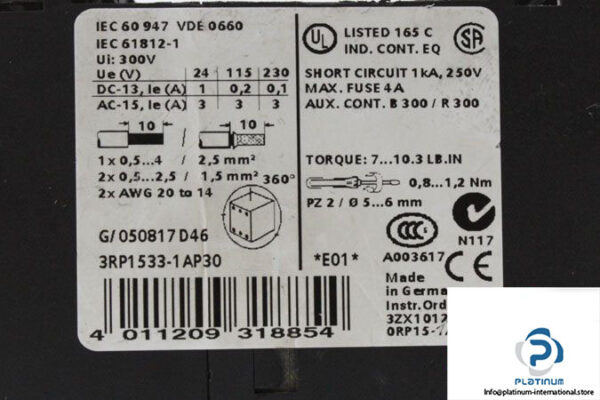 IEC 60 947 VDE 0660
IEC 61812-1
Ui: 300V
Ue (V) 24 115 230
DC-13, Ie (A) 1 0,2 0,1
AC-15, Ie (A) 3 3 3
10 / 10
1 x 0,5...4 / 2,5 mm²
2x 0,5...2,5 / 1,5 mm²
2x AWG 20 to 14
360°
G/ 050817 D46
3RP1533-1AP30
4 011209 318854
UL LISTED 165 C
IND. CONT. EQ
SA
SHORT CIRCUIT 1kA, 250V
MAX. FUSE 4A
AUX. CONT. B 300 / R 300
TORQUE: 7...10.3 LB.IN
0,8...1,2 Nm
PZ 2 / Ø 5...6 mm
CCC
N117
*E01*
A003617
Made
in Germa
Instr.Ord
3ZX1012
0RP15-1
PLATINUM
Info@platinum-international.store